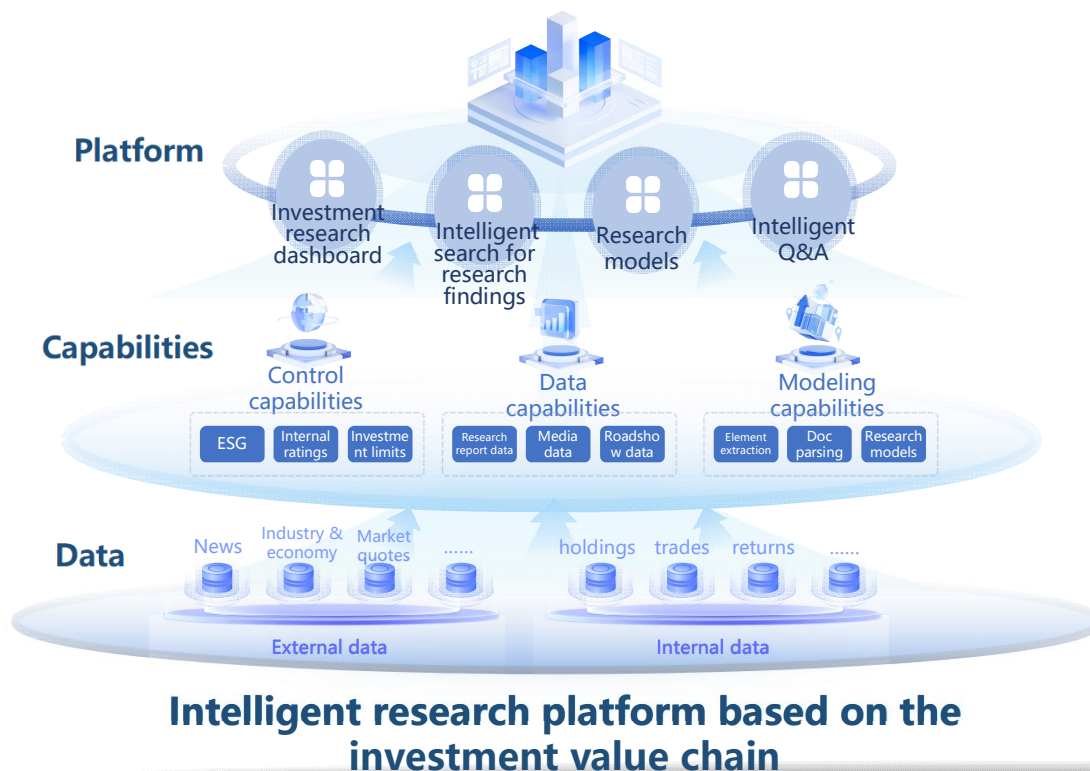 Platform
Investment
research
dashboard
Intelligent
search for
research
findings
Research
models
Intelligent
Q&A
Capabilities
Control
capabilities
Data
capabilities
Modeling
capabilities
ESG
Internal
ratings
Investme
nt limits
Research
report data
Media
data
Roadsho
w data
Element
extraction
Doc
parsing
Research
models
Data
News
Industry &
economy
Market
quotes
......
holdings
trades
returns
......
External data
Internal data
Intelligent research platform based on the
investment value chain